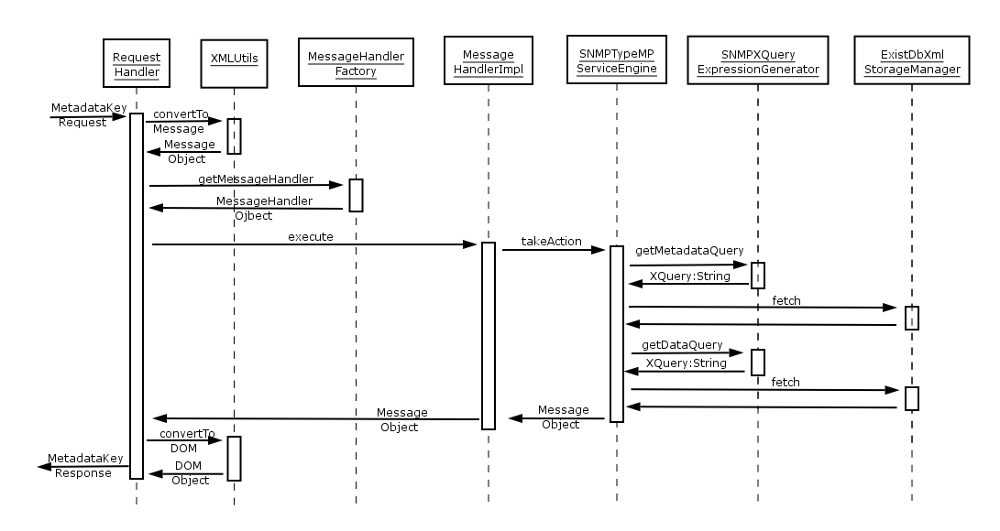 Request
Handler
XMLUtils
MessageHandler
Factory
Message
HandlerImpl
SNMPTypeMP
ServiceEngine
SNMPXQuery
ExpressionGenerator
ExistDbXml
StorageManager
MetadataKey
Request
convertTo
Message
Message
Object
getMessageHandler
MessageHandler
Ojbect
execute
takeAction
getMetadataQuery
XQuery:String
fetch
getDataQuery
XQuery:String
fetch
Message
Object
Message
Object
convertTo
DOM
MetadataKey
Response
DOM
Object